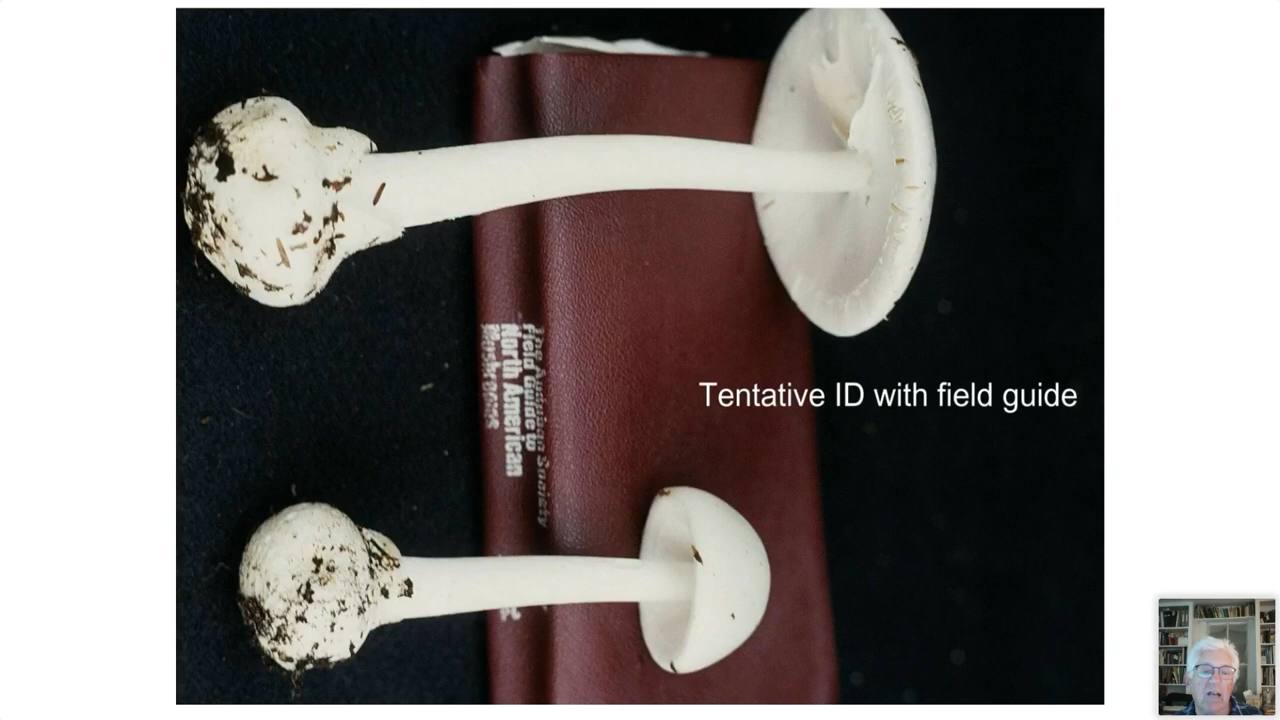 The Audubon Society
Field Guide to
North American
Mushrooms
Tentative ID with field guide